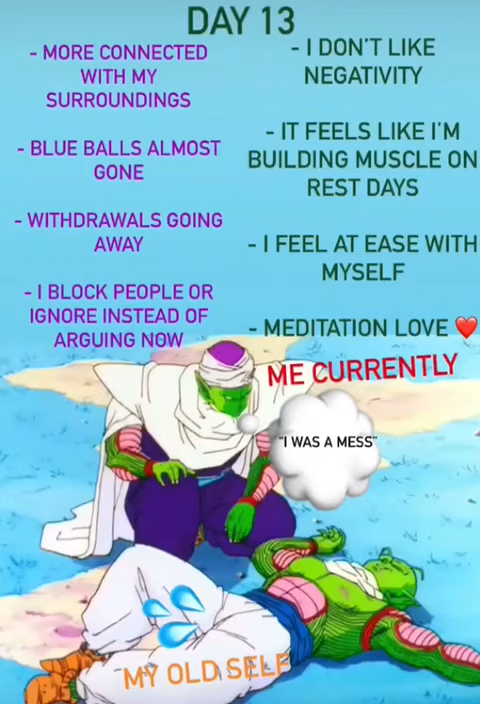 DAY 13
- MORE CONNECTED
WITH MY
SURROUNDINGS
- BLUE BALLS ALMOST
GONE
- WITHDRAWALS GOING
AWAY
- I BLOCK PEOPLE OR
IGNORE INSTEAD OF
ARGUING NOW
- I DON'T LIKE
NEGATIVITY
- IT FEELS LIKE I'M
BUILDING MUSCLE ON
REST DAYS
- I FEEL AT EASE WITH
MYSELF
- MEDITATION LOVE ❤️
ME CURRENTLY
"I WAS A MESS"
MY OLD SELF